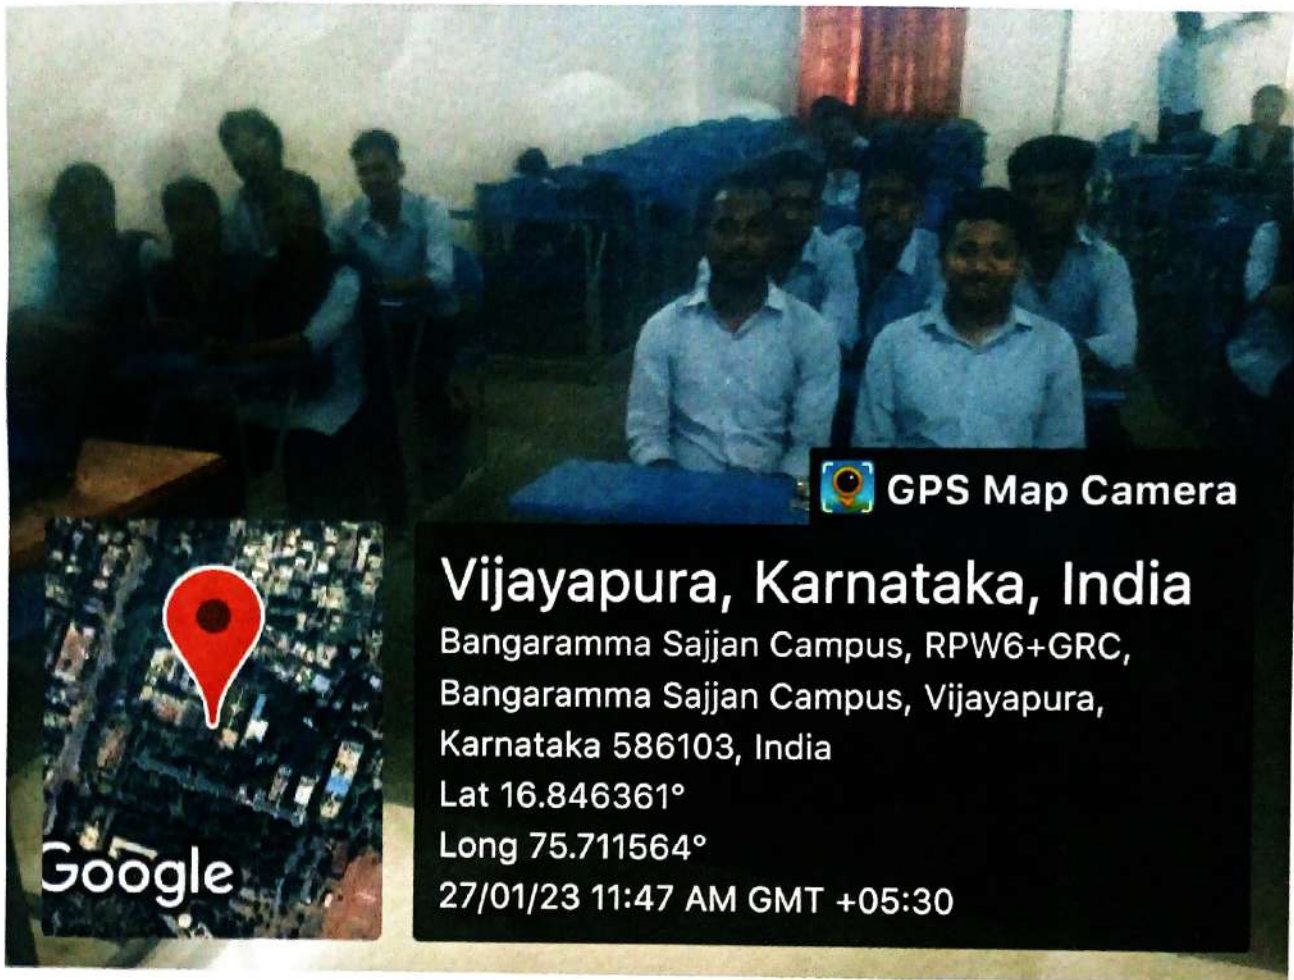 GPS Map Camera
Vijayapura, Karnataka, India
Bangaramma Sajjan Campus, RPW6+GRC,
Bangaramma Sajjan Campus, Vijayapura,
Karnataka 586103, India
Lat 16.846361°
Long 75.711564°
27/01/23 11:47 AM GMT +05:30
Google